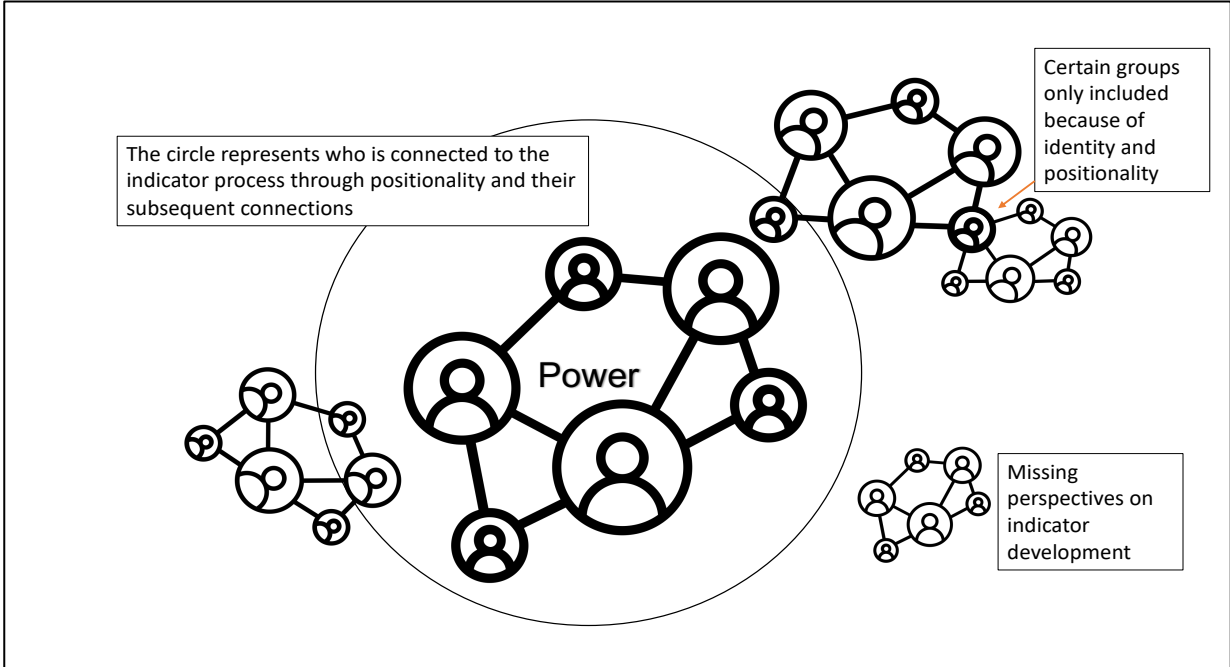 The circle represents who is connected to the
indicator process through positionality and their
subsequent connections
Certain groups
only included
because of
identity and
positionality
Power
Missing
perspectives on
indicator
development